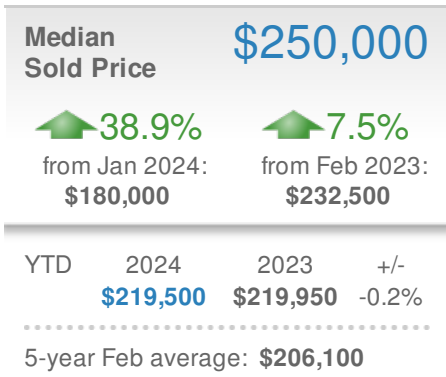 Median
Sold Price
$250,000
38.9%
from Jan 2024:
$180,000
7.5%
from Feb 2023:
$232,500
YTD 2024 2023 +/-
$219,500 $219,950 -0.2%
5-year Feb average: $206,100